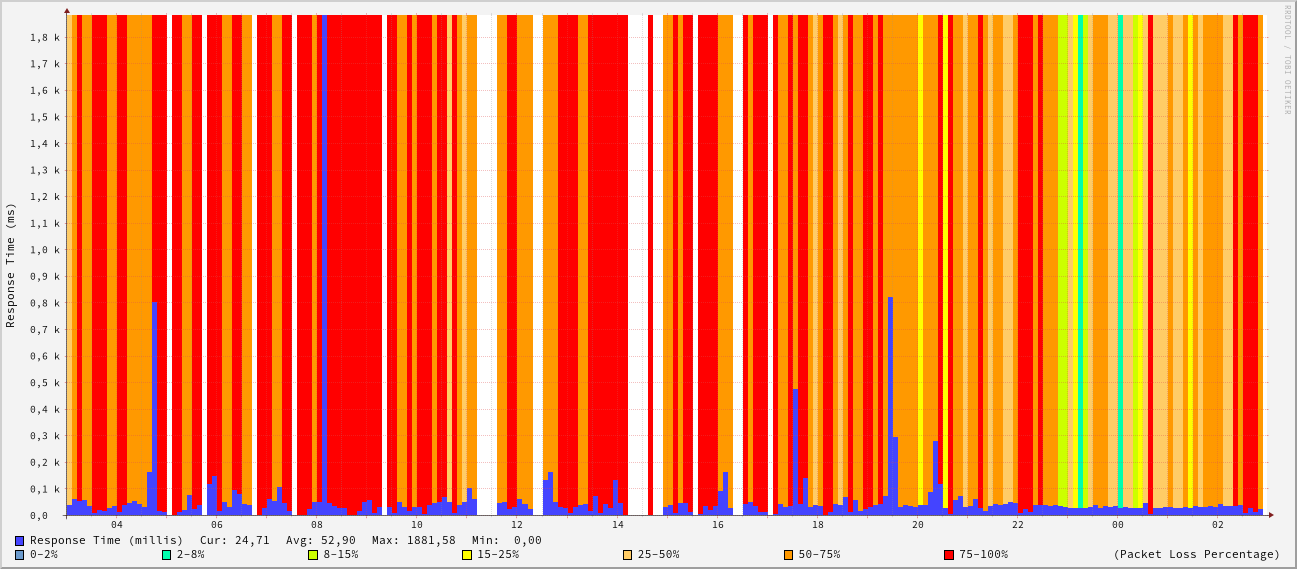 RRDTOOL / TOBI OETIKER
Response Time (ms)
1,8 k
1,7 k
1,6 k
1,5 k
1,4 k
1,3 k
1,2 k
1,1 k
1,0 k
0,9 k
0,8 k
0,7 k
0,6 k
0,5 k
0,4 k
0,3 k
0,2 k
0,1 k
0,0
04 06 08 10 12 14 16 18 20 22 00 02
Response Time (millis) Cur: 24,71 Avg: 52,90 Max: 1881,58 Min: 0,00
0-2% 2-8% 8-15% 15-25% 25-50% 50-75% 75-100% (Packet Loss Percentage)